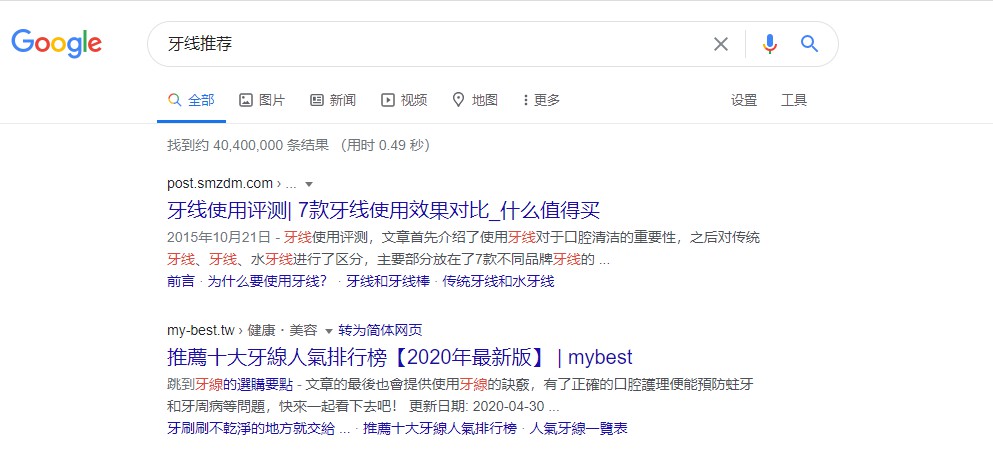 Google 牙线推荐
全部 图片 新闻 视频 地图 更多 设置 工具
找到约 40,400,000 条结果 （用时 0.49 秒）
post.smzdm.com › ...
牙线使用评测| 7款牙线使用效果对比_什么值得买
2015年10月21日 - 牙线使用评测，文章首先介绍了使用牙线对于口腔清洁的重要性，之后对传统
牙线、牙线、水牙线进行了区分，主要部分放在了7款不同品牌牙线的 ...
前言 · 为什么要使用牙线？ · 牙线和牙线棒 · 传统牙线和水牙线
my-best.tw › 健康 · 美容 转为简体网页
推薦十大牙線人氣排行榜【2020年最新版】 | mybest
跳到牙線的選購要點 - 文章的最後也會提供使用牙線的訣竅，有了正確的口腔護理便能預防蛀牙
和牙周病等問題，快來一起看下去吧！ 更新日期: 2020-04-30 ...
牙刷刷不乾淨的地方就交給 ... · 推薦十大牙線人氣排行榜 · 人氣牙線一覽表